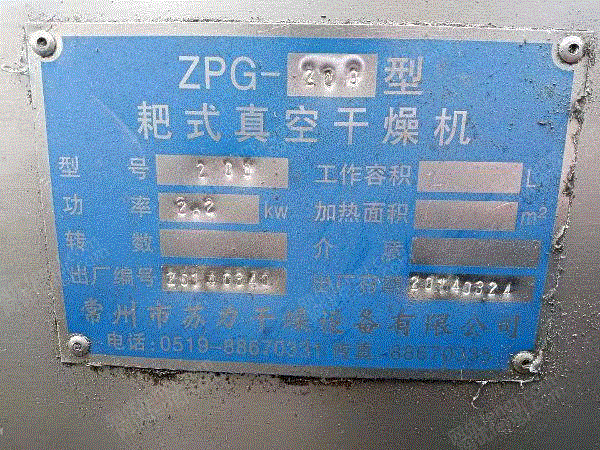 ZPG-200型
耙式真空干燥机
型 号 200 工作容积 L
功 率 2.2 kw 加热面积 m²
转 数 介 质
出厂编号 出厂日期 20140324
常州市苏力干燥设备有限公司
电话:0519-88670311 传真: